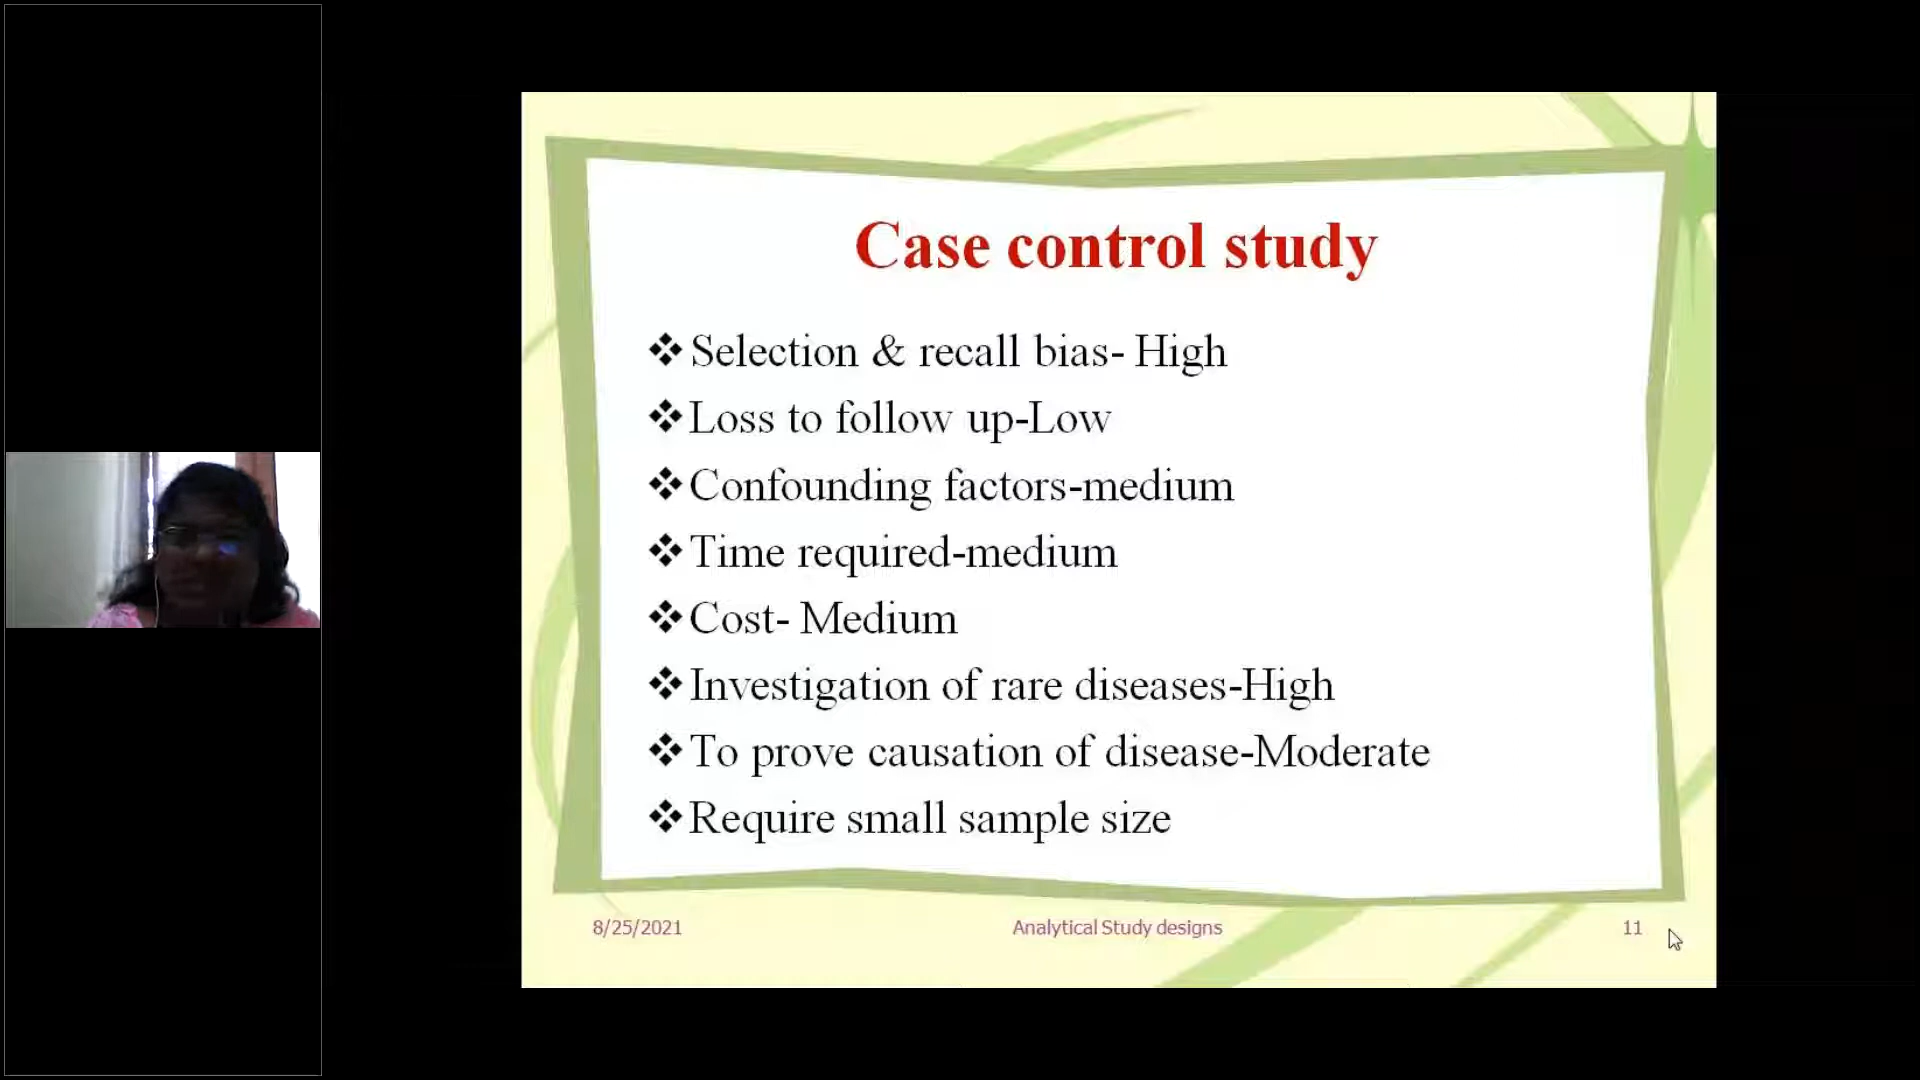 Case control study
❖Selection & recall bias- High
❖Loss to follow up-Low
❖Confounding factors-medium
❖Time required-medium
❖Cost- Medium
❖Investigation of rare diseases-High
❖To prove causation of disease-Moderate
❖Require small sample size
8/25/2021
Analytical Study designs
11